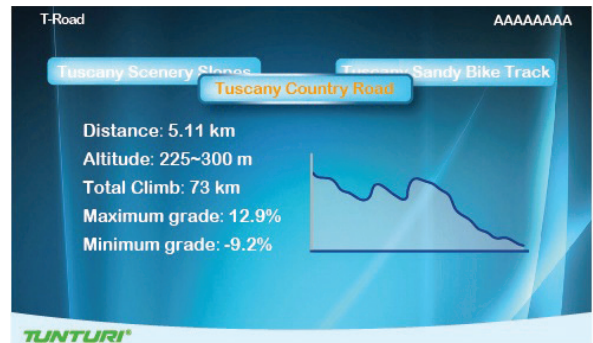 T-Road
AAAAAAAA
Tuscany Scenery Slopes
Tuscany Sandy Bike Track
Tuscany Country Road
Distance: 5.11 km
Altitude: 225~300 m
Total Climb: 73 km
Maximum grade: 12.9%
Minimum grade: -9.2%
TUNTURI®